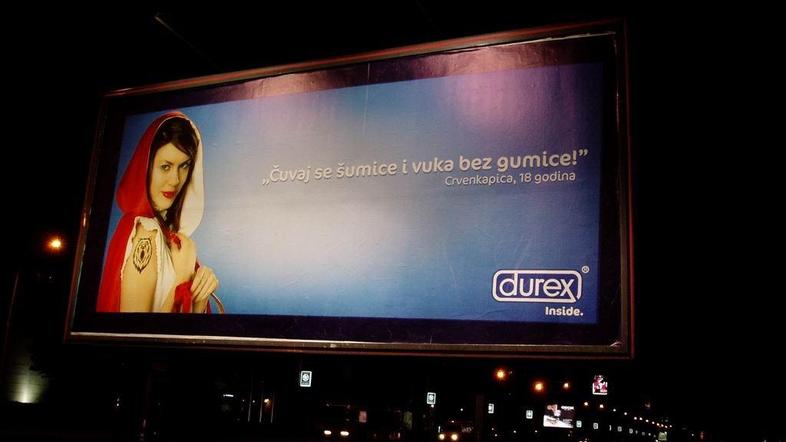 „Čuvaj se šumice i vuka bez gumice!”
Crvenkapica, 18 godina
durex®
Inside.